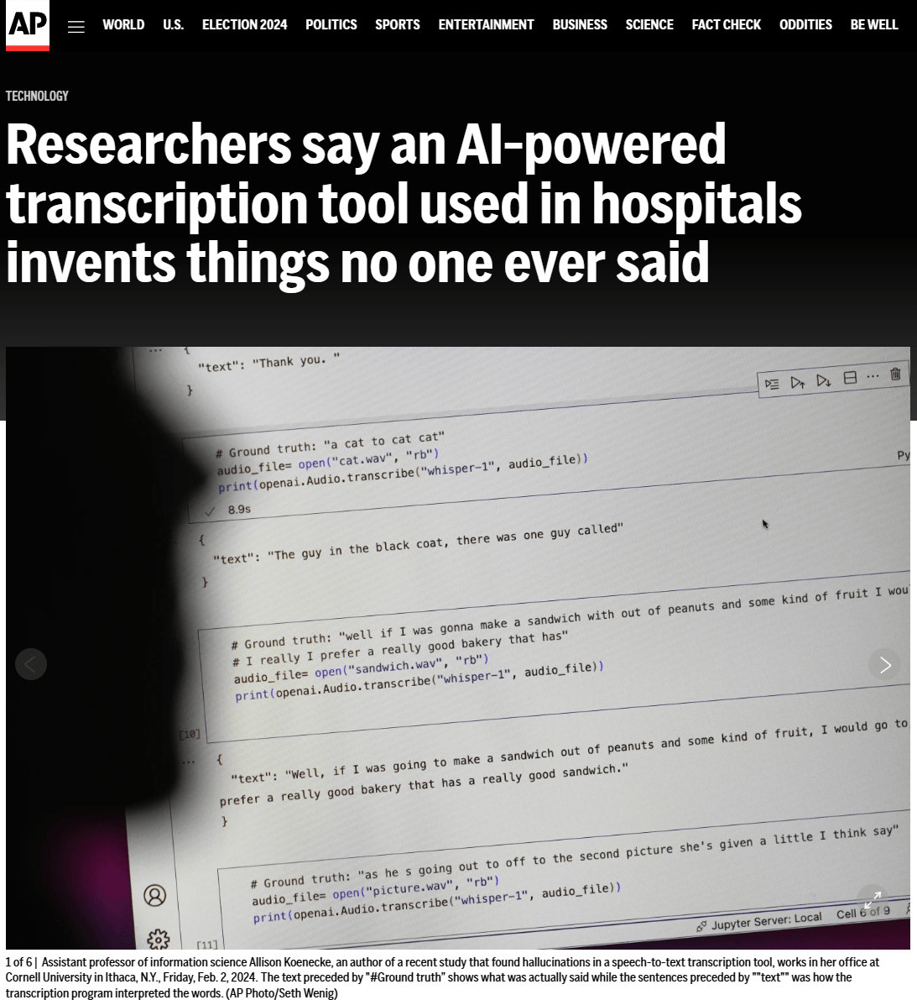 AP
WORLD U.S. ELECTION 2024 POLITICS SPORTS ENTERTAINMENT BUSINESS SCIENCE FACT CHECK ODDITIES BE WELL
TECHNOLOGY
Researchers say an AI-powered
transcription tool used in hospitals
invents things no one ever said
... {
"text": "Thank you. "
}
# Ground truth: "a cat to cat cat"
audio_file= open("cat.wav", "rb")
print(openai.Audio.transcribe("whisper-1", audio_file))
8.9s
Py
{
"text": "The guy in the black coat, there was one guy called"
}
# Ground truth: "well if I was gonna make a sandwich with out of peanuts and some kind of fruit I wou
# I really I prefer a really good bakery that has"
audio_file= open("sandwich.wav", "rb")
print(openai.Audio.transcribe("whisper-1", audio_file))
[10]
... {
"text": "Well, if I was going to make a sandwich out of peanuts and some kind of fruit, I would go to
prefer a really good bakery that has a really good sandwich."
}
# Ground truth: "as he s going out to off to the second picture she's given a little I think say"
audio_file= open("picture.wav", "rb")
print(openai.Audio.transcribe("whisper-1", audio_file))
[11]
Jupyter Server: Local Cell 6 of 9
1 of 6 | Assistant professor of information science Allison Koenecke, an author of a recent study that found hallucinations in a speech-to-text transcription tool, works in her office at
Cornell University in Ithaca, N.Y., Friday, Feb. 2, 2024. The text preceded by "#Ground truth" shows what was actually said while the sentences preceded by ""text"" was how the
transcription program interpreted the words. (AP Photo/Seth Wenig)